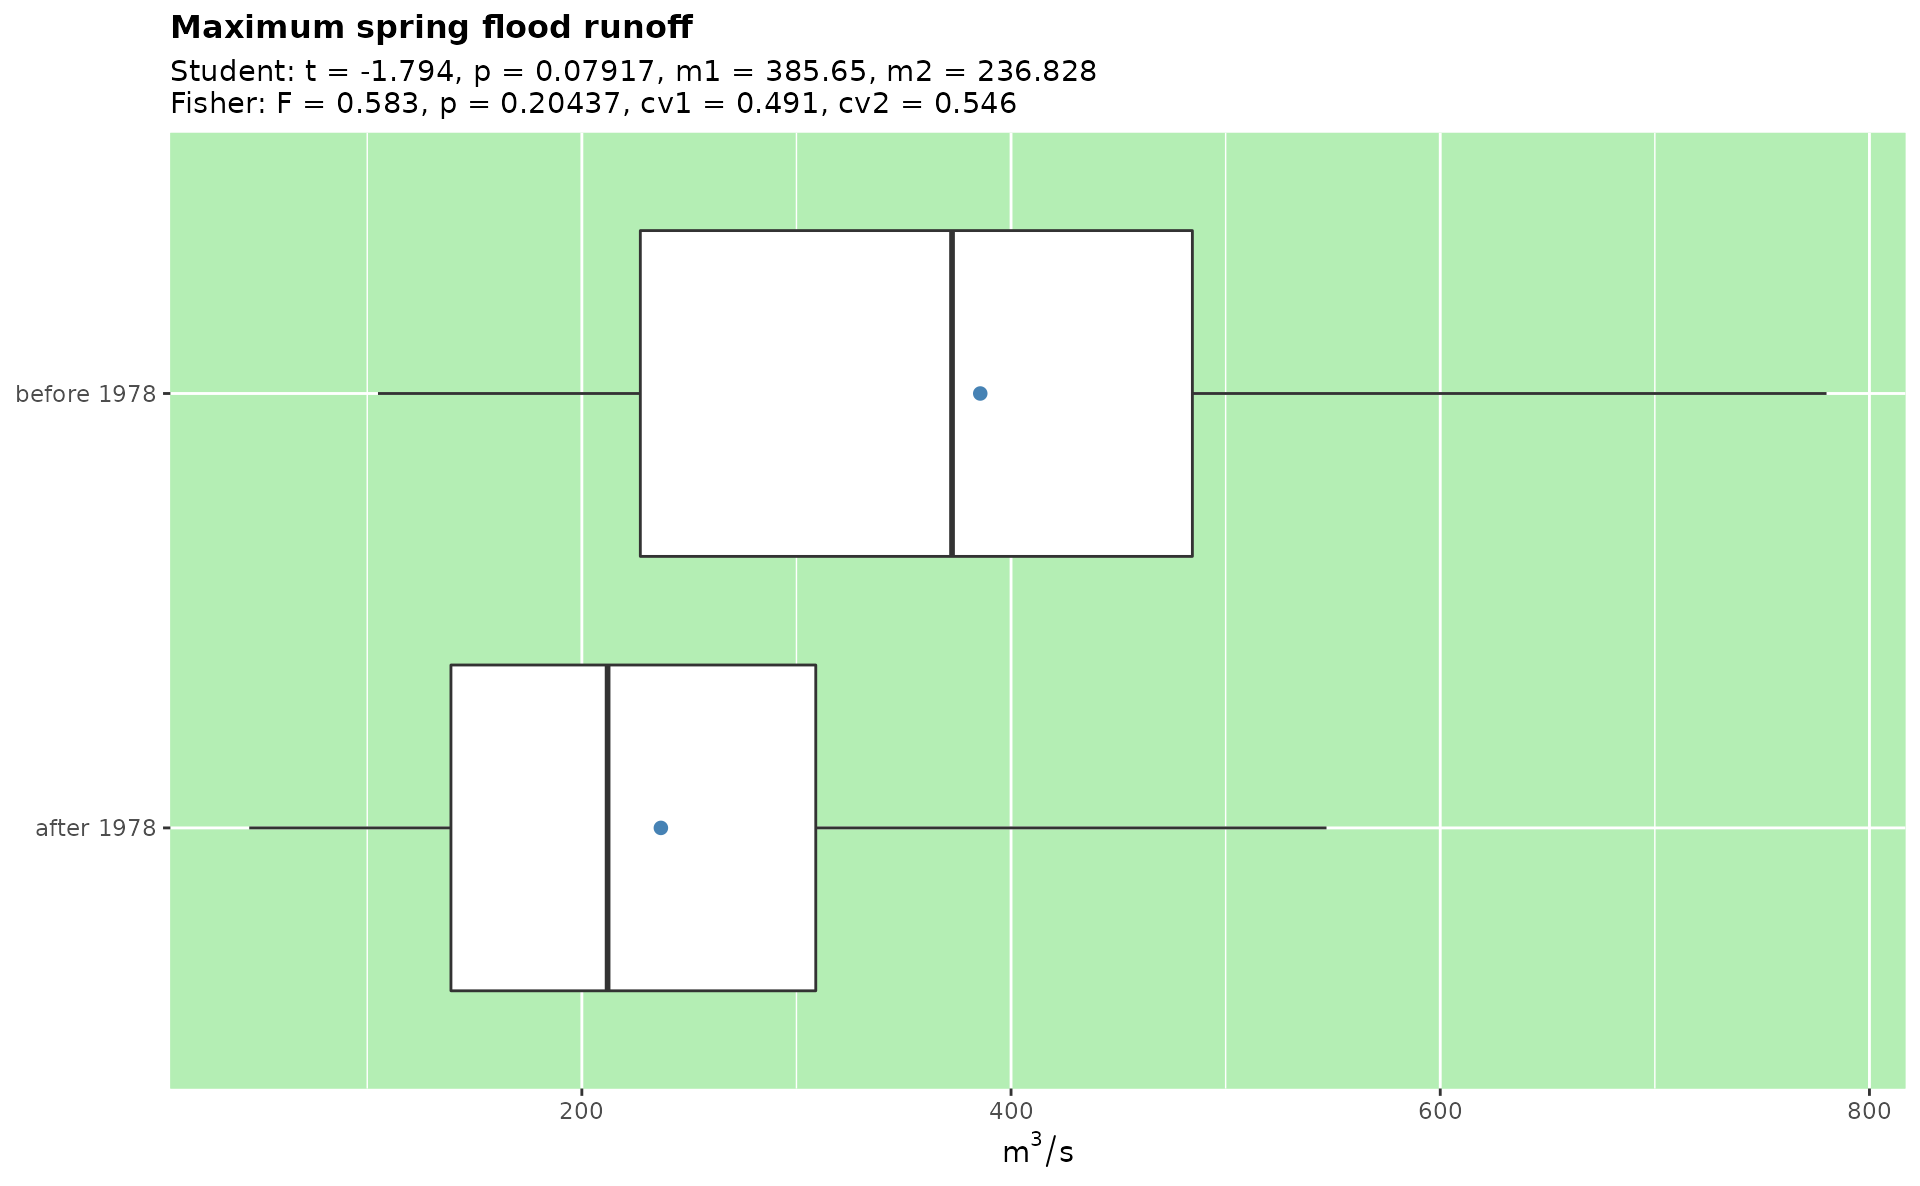 Maximum spring flood runoff
Student: t = -1.794, p = 0.07917, m1 = 385.65, m2 = 236.828
Fisher: F = 0.583, p = 0.20437, cv1 = 0.491, cv2 = 0.546
before 1978
after 1978
200 400 600 800
m³/s